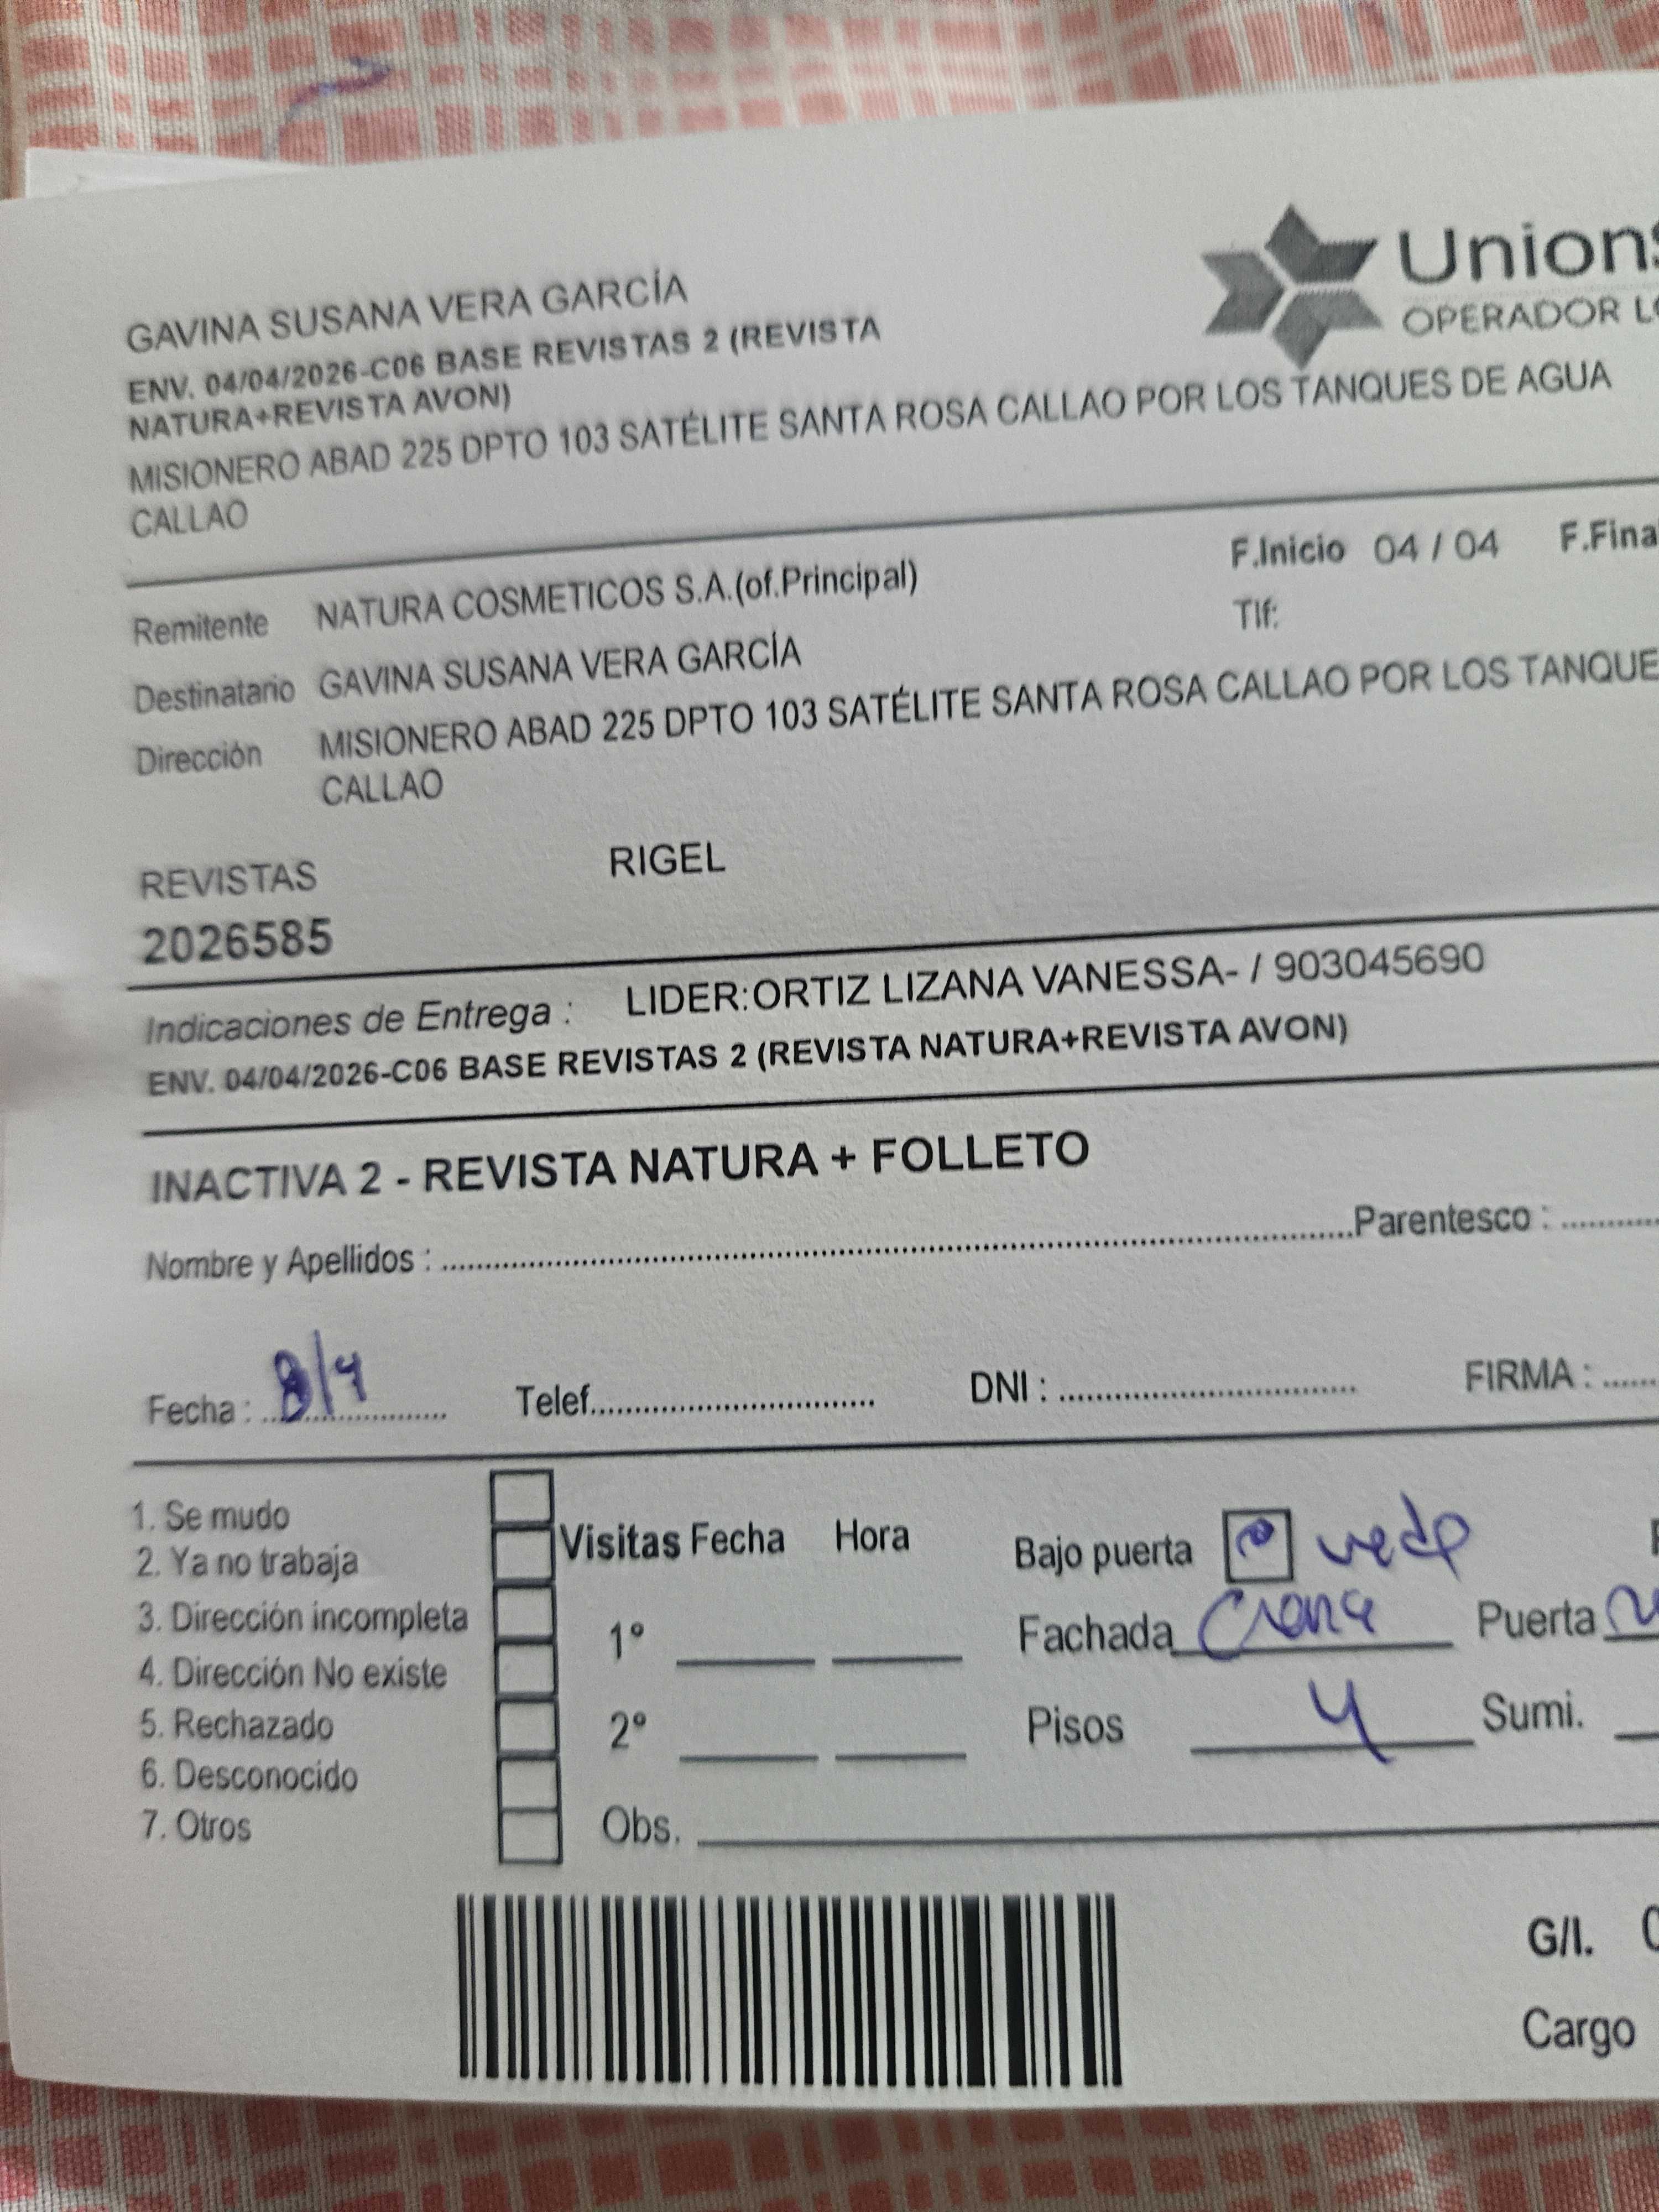 GAVINA SUSANA VERA GARCÍA
ENV. 04/04/2026-C06 BASE REVISTAS 2 (REVISTA
NATURA+REVISTA AVON)
MISIONERO ABAD 225 DPTO 103 SATÉLITE SANTA ROSA CALLAO POR LOS TANQUES DE AGUA
CALLAO
Union
OPERADOR
F.Inicio 04 / 04 F.Fina
Remitente NATURA COSMETICOS S.A.(of.Principal)
Tlf:
Destinatario GAVINA SUSANA VERA GARCÍA
Dirección MISIONERO ABAD 225 DPTO 103 SATÉLITE SANTA ROSA CALLAO POR LOS TANQUE
CALLAO
REVISTAS RIGEL
2026585
Indicaciones de Entrega : LIDER:ORTIZ LIZANA VANESSA- / 903045690
ENV. 04/04/2026-C06 BASE REVISTAS 2 (REVISTA NATURA+REVISTA AVON)
INACTIVA 2 - REVISTA NATURA + FOLLETO
Nombre y Apellidos : Parentesco :
Fecha : 8/4 Telef. DNI : FIRMA :
1. Se mudo
2. Ya no trabaja
3. Dirección incompleta
4. Dirección No existe
5. Rechazado
6. Desconocido
7. Otros
Visitas Fecha Hora
1°
2°
Obs.
Bajo puerta
Fachada Puerta
Pisos 4 Sumi.
G/I. 0
Cargo